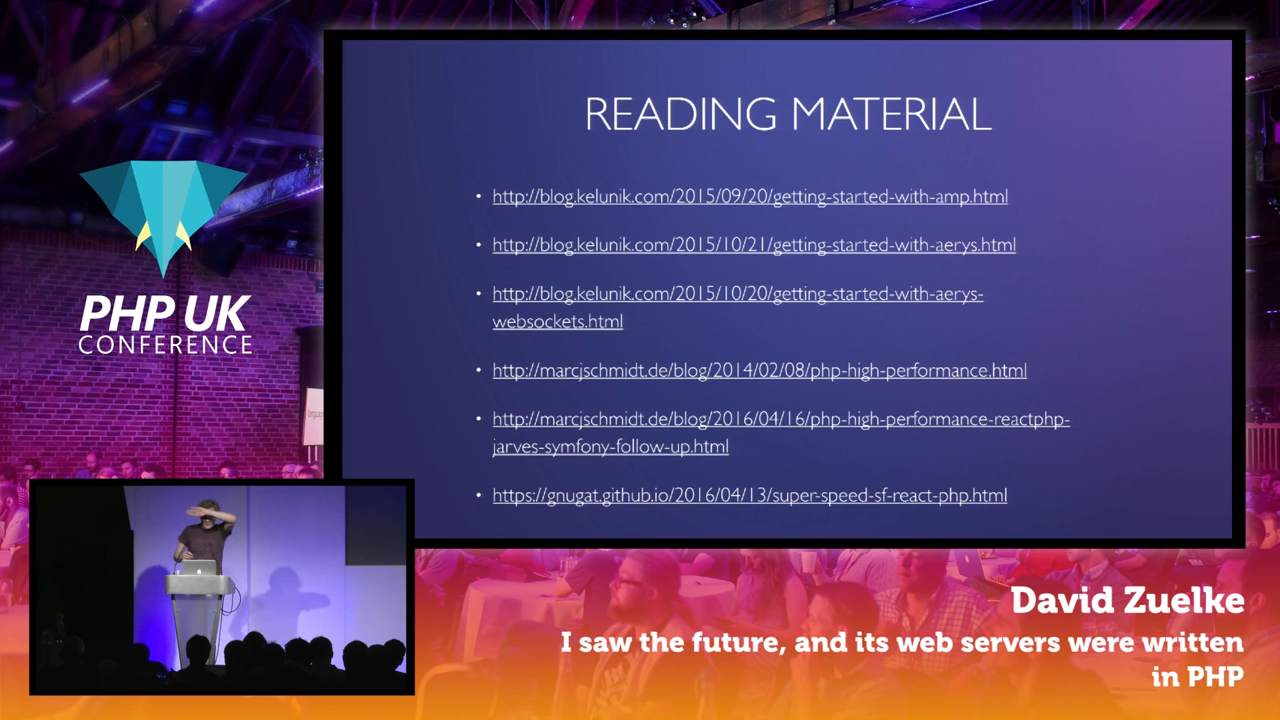 READING MATERIAL
• http://blog.kelunik.com/2015/09/20/getting-started-with-amp.html
• http://blog.kelunik.com/2015/10/21/getting-started-with-aerys.html
• http://blog.kelunik.com/2015/10/20/getting-started-with-aerys-
websockets.html
• http://marcjschmidt.de/blog/2014/02/08/php-high-performance.html
• http://marcjschmidt.de/blog/2016/04/16/php-high-performance-reactphp-
jarves-symfony-follow-up.html
• https://gnugat.github.io/2016/04/13/super-speed-sf-react-php.html
PHP UK
CONFERENCE
David Zuelke
I saw the future, and its web servers were written
in PHP